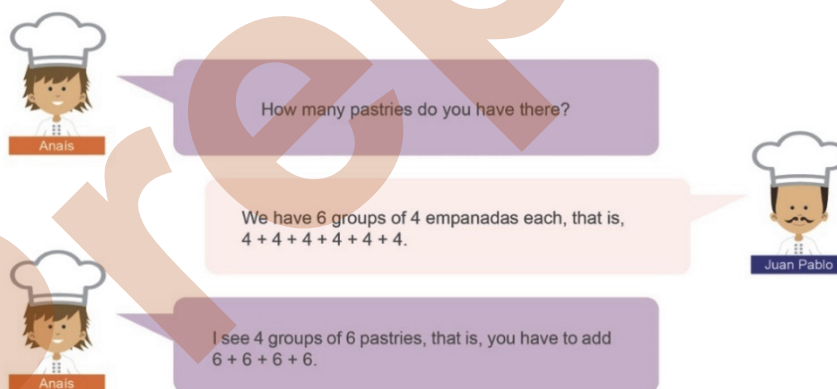 How many pastries do you have there?
Anaís
We have 6 groups of 4 empanadas each, that is,
4 + 4 + 4 + 4 + 4 + 4.
Juan Pablo
I see 4 groups of 6 pastries, that is, you have to add
6 + 6 + 6 + 6.
Anaís